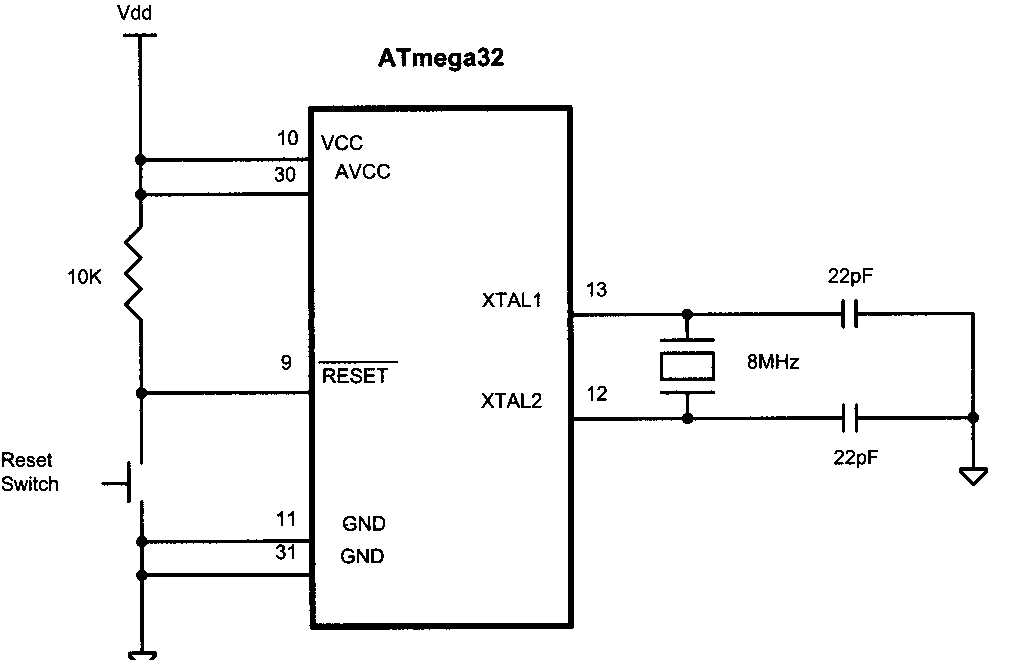 Vdd
ATmega32
10
VCC
30
AVCC
10K
XTAL1
13
22pF
8MHz
9
RESET
XTAL2
12
22pF
Reset
Switch
11
GND
31
GND